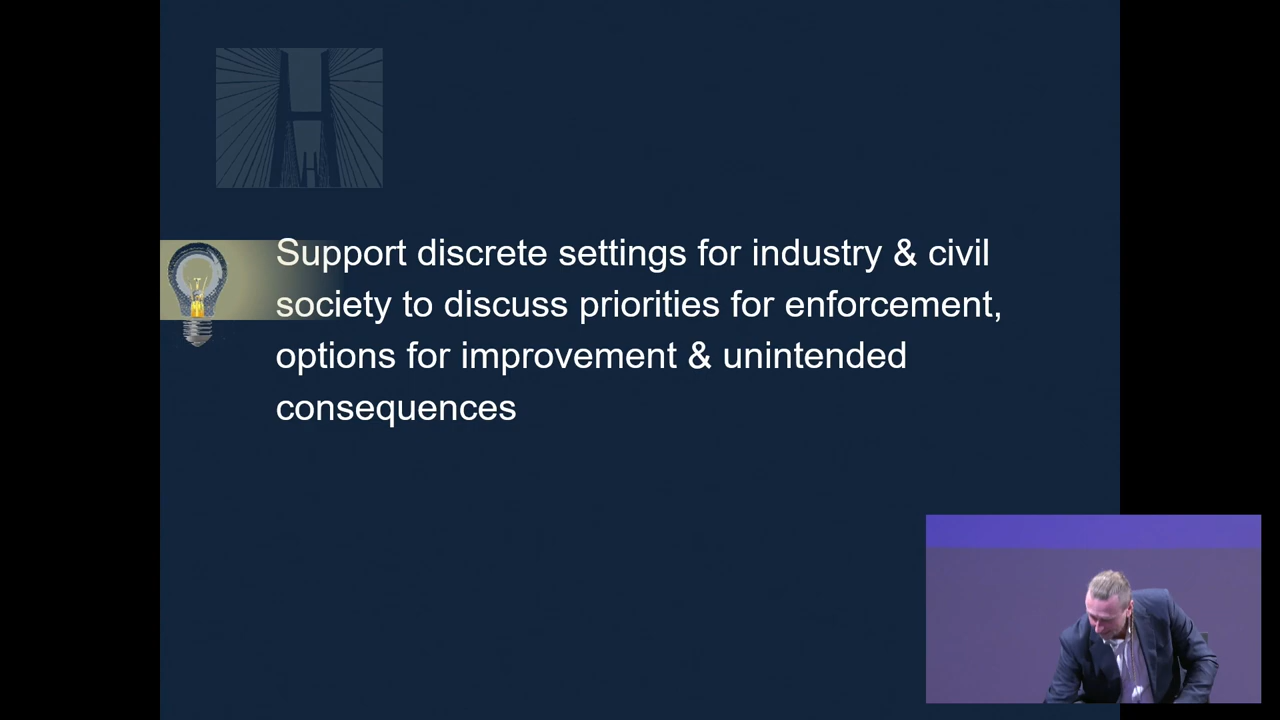 Support discrete settings for industry & civil
society to discuss priorities for enforcement,
options for improvement & unintended
consequences